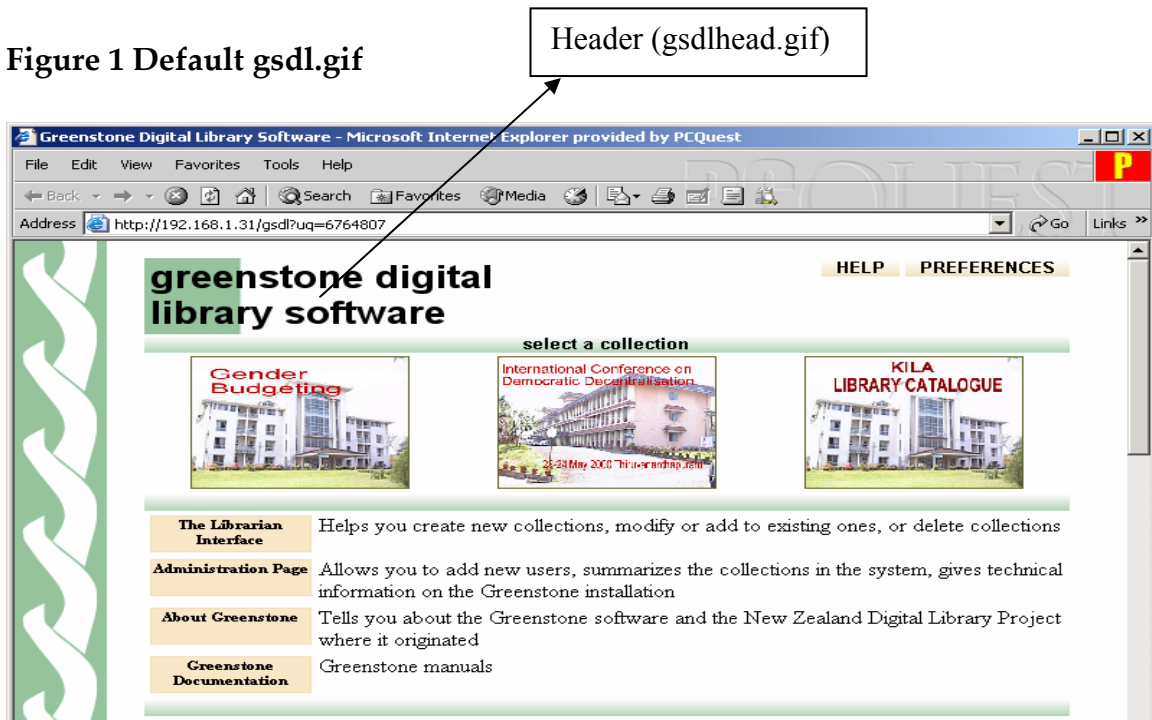 Header (gsdlhead.gif)
Figure 1 Default gsdl.gif
Greenstone Digital Library Software - Microsoft Internet Explorer provided by PCQuest
File Edit View Favorites Tools Help
P
PCQUEST
Back Search Favorites Media
Address http://192.168.1.31/gsdl?uq=6764807 Go Links »
greenstone digital
library software
HELP PREFERENCES
select a collection
Gender
Budgeting
International Conference on
Democratic Decentralisation
May 2000 Thiruvananthapuram
KILA
LIBRARY CATALOGUE
The Librarian
Interface
Helps you create new collections, modify or add to existing ones, or delete collections
Administration Page
Allows you to add new users, summarizes the collections in the system, gives technical
information on the Greenstone installation
About Greenstone
Tells you about the Greenstone software and the New Zealand Digital Library Project
where it originated
Greenstone
Documentation
Greenstone manuals